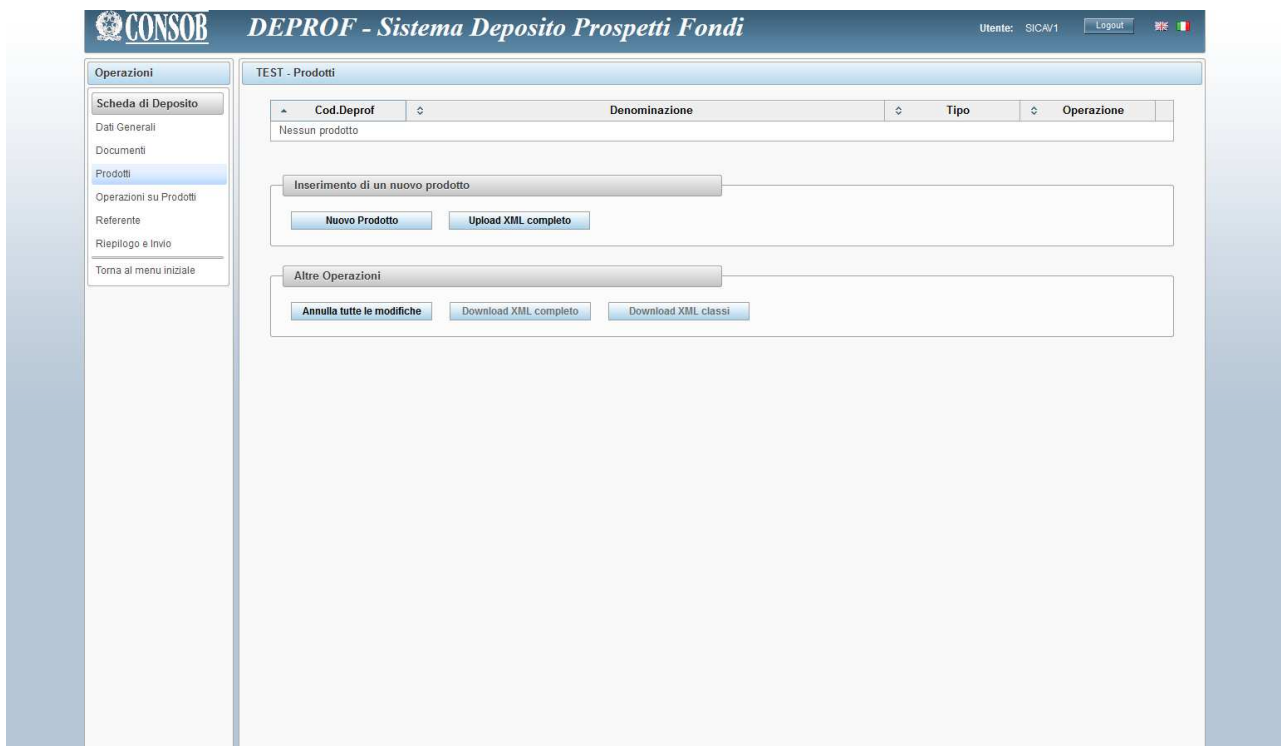 CONSOB DEPROF - Sistema Deposito Prospetti Fondi Utente: SICAV1 Logout
Operazioni
Scheda di Deposito
Dati Generali
Documenti
Prodotti
Operazioni su Prodotti
Referente
Riepilogo e Invio
Torna al menu iniziale
TEST - Prodotti
Cod.Deprof Denominazione Tipo Operazione
Nessun prodotto
Inserimento di un nuovo prodotto
Nuovo Prodotto Upload XML completo
Altre Operazioni
Annulla tutte le modifiche Download XML completo Download XML classi